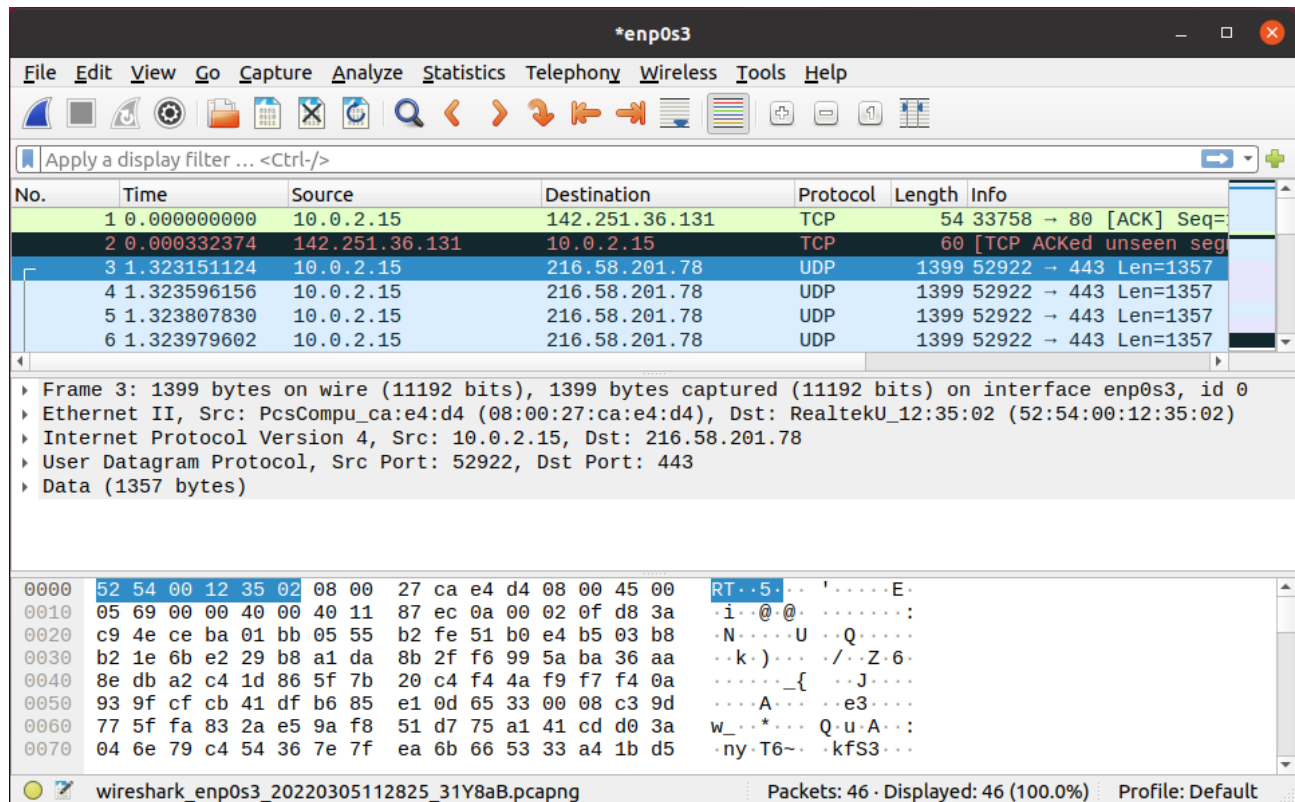 *enp0s3
File Edit View Go Capture Analyze Statistics Telephony Wireless Tools Help
Apply a display filter … <Ctrl-/>
No. Time Source Destination Protocol Length Info
1 0.000000000 10.0.2.15 142.251.36.131 TCP 54 33758 → 80 [ACK] Seq=
2 0.000332374 142.251.36.131 10.0.2.15 TCP 60 [TCP ACKed unseen seg
3 1.323151124 10.0.2.15 216.58.201.78 UDP 1399 52922 → 443 Len=1357
4 1.323596156 10.0.2.15 216.58.201.78 UDP 1399 52922 → 443 Len=1357
5 1.323807830 10.0.2.15 216.58.201.78 UDP 1399 52922 → 443 Len=1357
6 1.323979602 10.0.2.15 216.58.201.78 UDP 1399 52922 → 443 Len=1357
Frame 3: 1399 bytes on wire (11192 bits), 1399 bytes captured (11192 bits) on interface enp0s3, id 0
Ethernet II, Src: PcsCompu_ca:e4:d4 (08:00:27:ca:e4:d4), Dst: RealtekU_12:35:02 (52:54:00:12:35:02)
Internet Protocol Version 4, Src: 10.0.2.15, Dst: 216.58.201.78
User Datagram Protocol, Src Port: 52922, Dst Port: 443
Data (1357 bytes)
0000 52 54 00 12 35 02 08 00 27 ca e4 d4 08 00 45 00 RT··5··· '·····E·
0010 05 69 00 00 40 00 40 11 87 ec 0a 00 02 0f d8 3a ·i··@·@· ·······:
0020 c9 4e ce ba 01 bb 05 55 b2 fe 51 b0 e4 b5 03 b8 ·N·····U ··Q·····
0030 b2 1e 6b e2 29 b8 a1 da 8b 2f f6 99 5a ba 36 aa ··k·)··· ·/··Z·6·
0040 8e db a2 c4 1d 86 5f 7b 20 c4 f4 4a f9 f7 f4 0a ······_{ ··J····
0050 93 9f cf cb 41 df b6 85 e1 0d 65 33 00 08 c3 9d ····A··· ··e3····
0060 77 5f fa 83 2a e5 9a f8 51 d7 75 a1 41 cd d0 3a w_··*··· Q·u·A··:
0070 04 6e 79 c4 54 36 7e 7f ea 6b 66 53 33 a4 1b d5 ·ny·T6~· ·kfS3···
wireshark_enp0s3_20220305112825_31Y8aB.pcapng Packets: 46 · Displayed: 46 (100.0%) Profile: Default